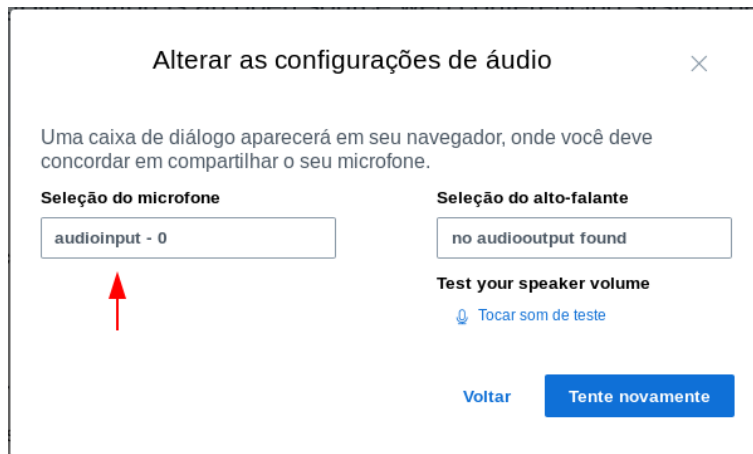 Alterar as configurações de áudio
Uma caixa de diálogo aparecerá em seu navegador, onde você deve
concordar em compartilhar o seu microfone.
Seleção do microfone
audioinput - 0
Seleção do alto-falante
no audiooutput found
Test your speaker volume
Tocar som de teste
Voltar
Tente novamente